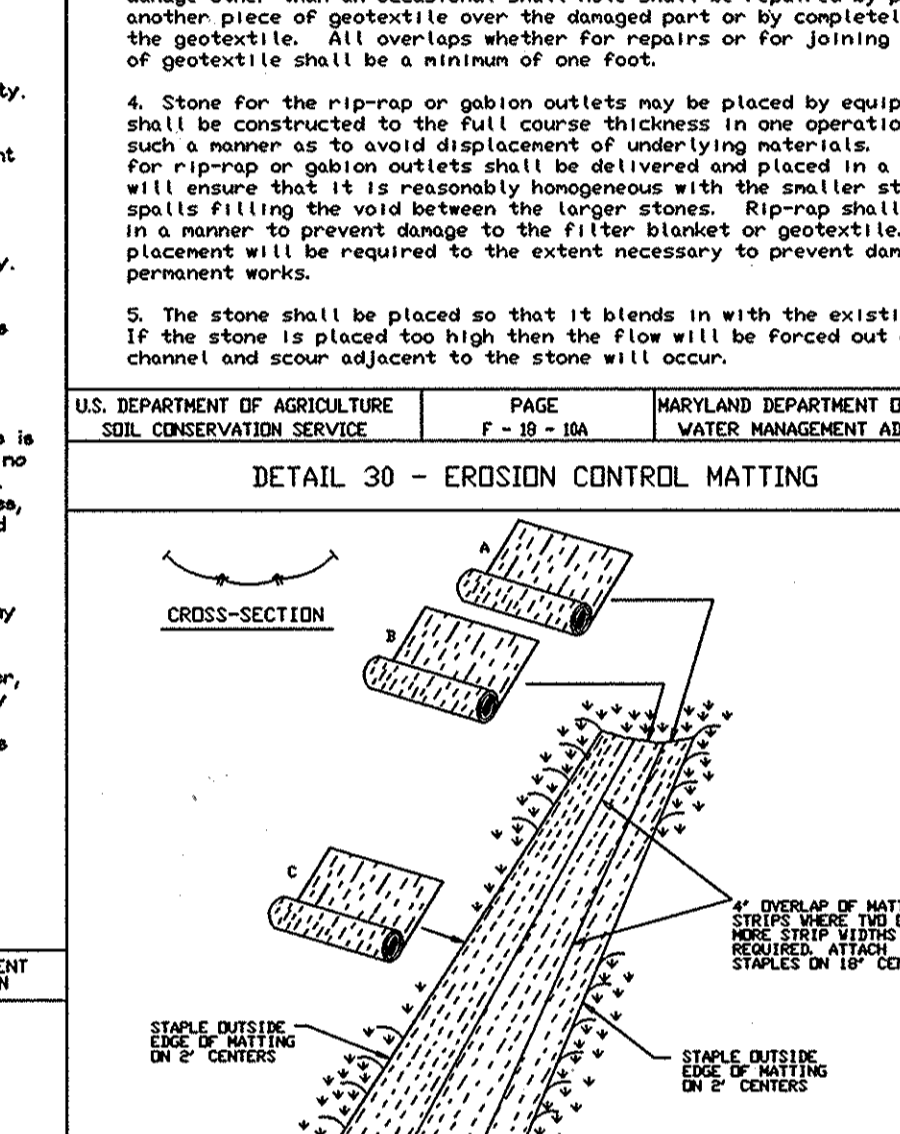 another piece of geotextile over the damaged part or by completel
the geotextile. All overlaps whether for repairs or for joining
of geotextile shall be a minimum of one foot.
4. Stone for the rip-rap or gabion outlets may be placed by equip
shall be constructed to the full course thickness in one operatio
such a manner as to avoid displacement of underlying materials.
for rip-rap or gabion outlets shall be delivered and placed in a
will ensure that it is reasonably homogeneous with the smaller st
spalls filling the void between the larger stones. Rip-rap shall
in a manner to prevent damage to the filter blanket or geotextile.
placement will be required to the extent necessary to prevent dam
permanent works.
5. The stone shall be placed so that it blends in with the existi
If the stone is placed too high then the flow will be forced out
channel and scour adjacent to the stone will occur.
U.S. DEPARTMENT OF AGRICULTURE
SOIL CONSERVATION SERVICE
PAGE
F - 18 - 10A
MARYLAND DEPARTMENT O
WATER MANAGEMENT AD
DETAIL 30 - EROSION CONTROL MATTING
CROSS-SECTION
A
B
C
4" OVERLAP OF MATT
STRIPS WHERE TWO
MORE STRIP WIDTHS
REQUIRED. ATTACH
STAPLES ON 18" CE
STAPLE OUTSIDE
EDGE OF MATTING
ON 2' CENTERS
STAPLE OUTSIDE
EDGE OF MATTING
ON 2' CENTERS